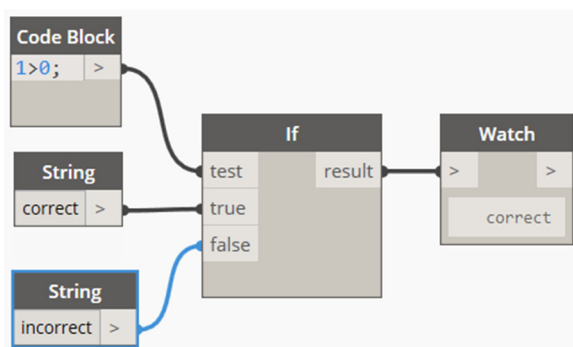 Code Block
1>0; >
String
correct >
String
incorrect >
If
test result
true
false
Watch
> >
correct